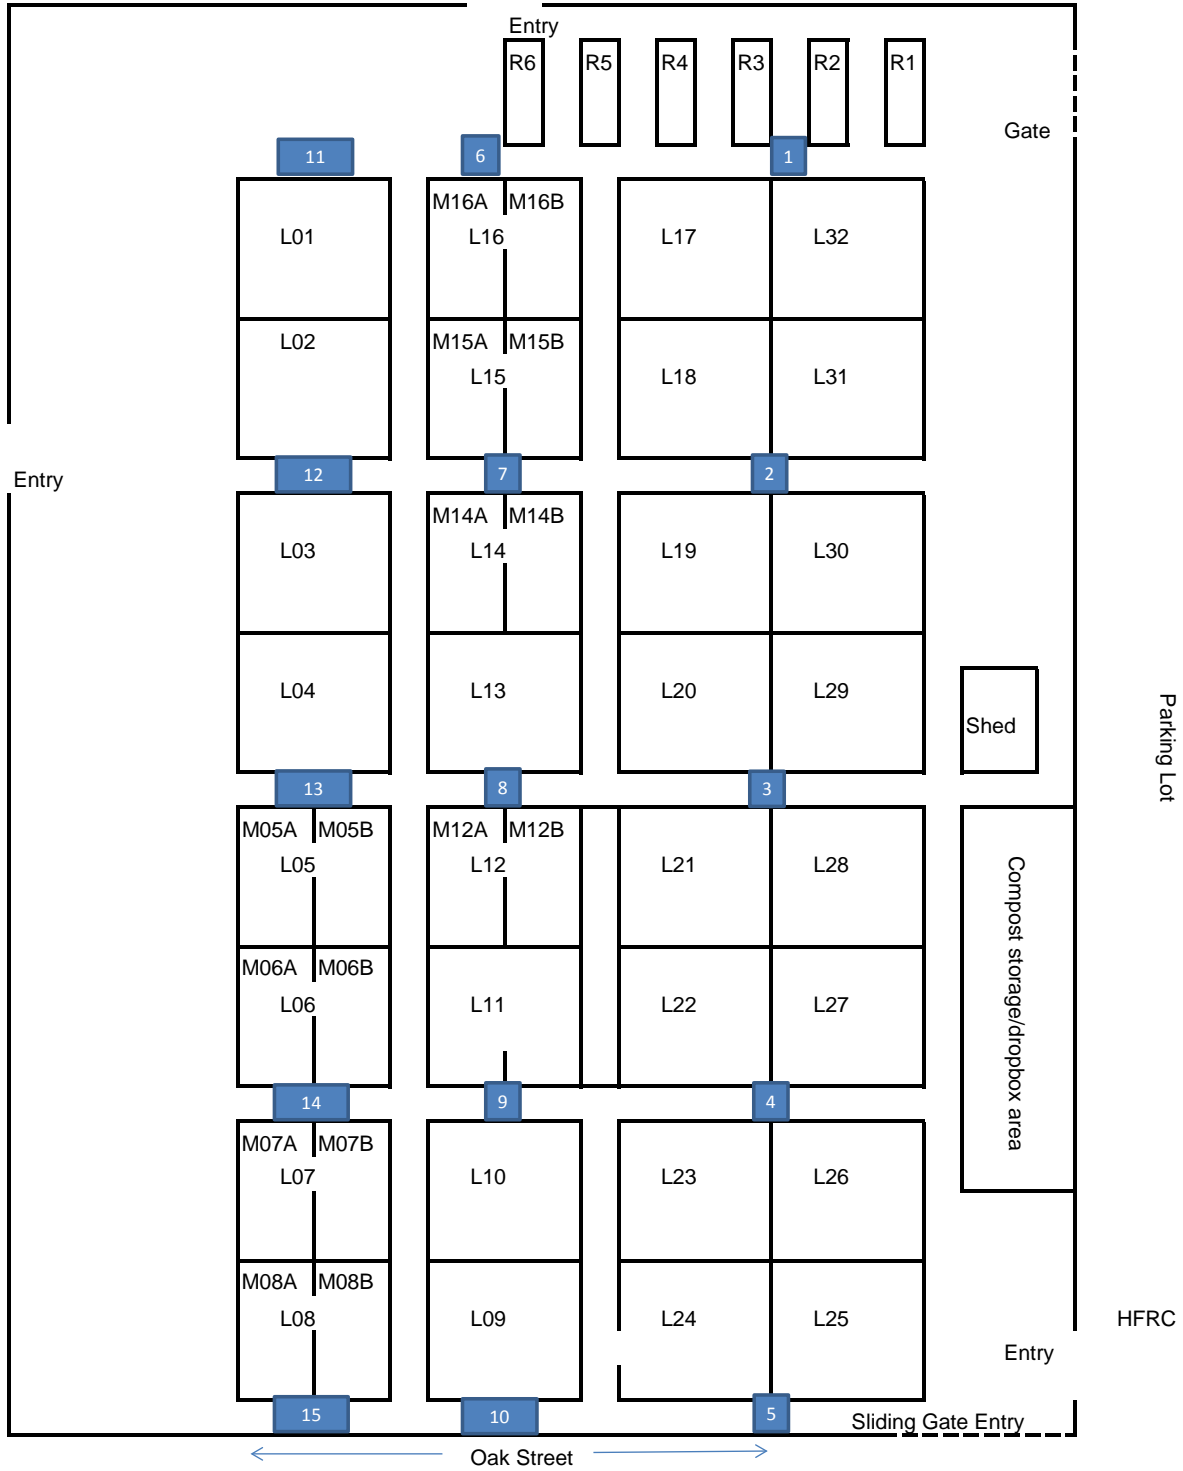 Entry
R6 R5 R4 R3 R2 R1
Gate
11 6 1
M16A M16B
L01 L16 L17 L32
L02 M15A M15B
L15 L18 L31
12 7 2
Entry
M14A M14B
L03 L14 L19 L30
L04 L13 L20 L29
Shed
Parking Lot
13 8 3
M05A M05B M12A M12B
L05 L12 L21 L28
Compost storage/dropbox area
M06A M06B
L06 L11 L22 L27
14 9 4
M07A M07B
L07 L10 L23 L26
M08A M08B
L08 L09 L24 L25
HFRC
Entry
15 10 5
Sliding Gate Entry
Oak Street